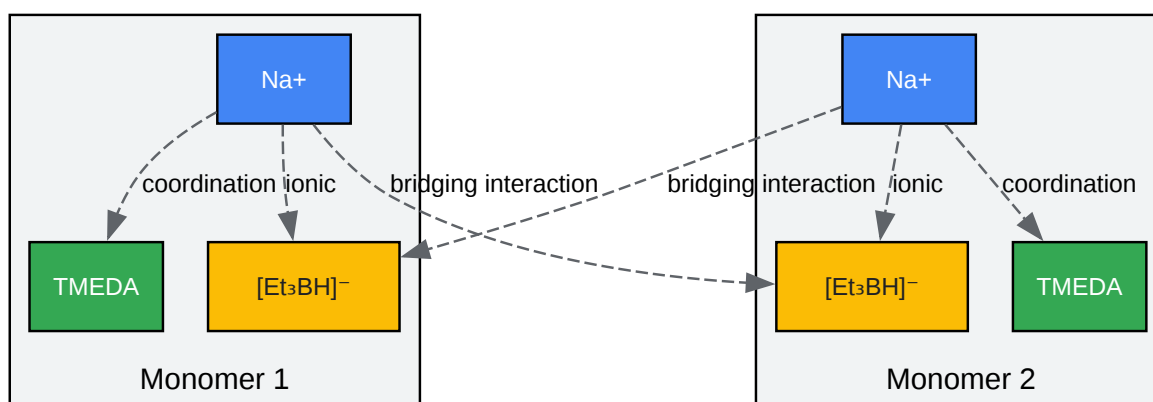 Na+
Na+
coordination
ionic
bridging interaction
bridging interaction
ionic
coordination
TMEDA
[Et₃BH]⁻
[Et₃BH]⁻
TMEDA
Monomer 1
Monomer 2